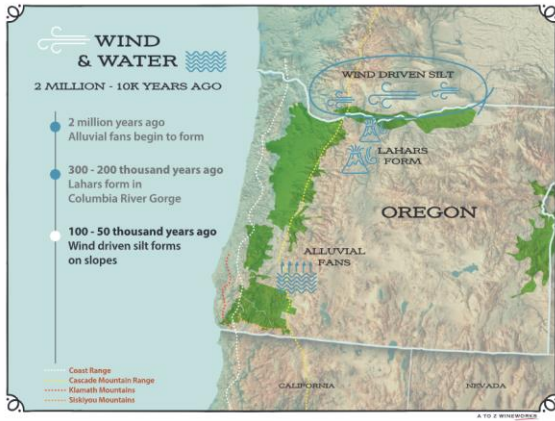 WIND
& WATER
2 MILLION - 10K YEARS AGO
2 million years ago
Alluvial fans begin to form
300 - 200 thousand years ago
Lahars form in
Columbia River Gorge
100 - 50 thousand years ago
Wind driven silt forms
on slopes
WIND DRIVEN SILT
LAHARS
FORM
OREGON
ALLUVIAL
FANS
Coast Range
Cascade Mountain Range
Klamath Mountains
Siskiyou Mountains
CALIFORNIA
NEVADA
A TO Z WINEWORKS